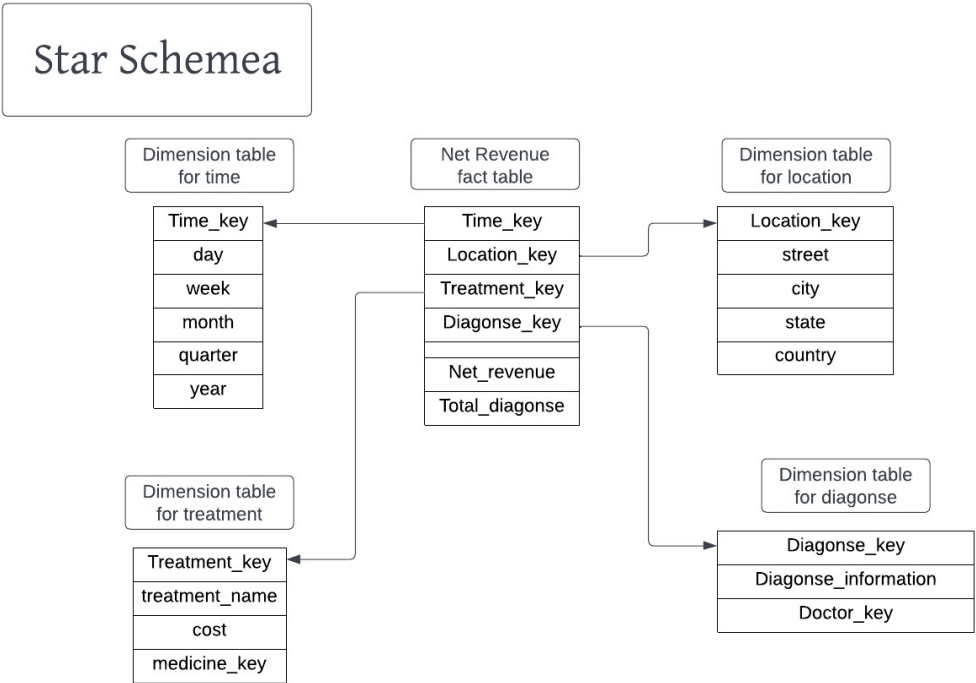 Star Schemea
Dimension table
for time
Time_key
day
week
month
quarter
year
Net Revenue
fact table
Time_key
Location_key
Treatment_key
Diagonse_key
Net_revenue
Total_diagonse
Dimension table
for location
Location_key
street
city
state
country
Dimension table
for treatment
Treatment_key
treatment_name
cost
medicine_key
Dimension table
for diagonse
Diagonse_key
Diagonse_information
Doctor_key